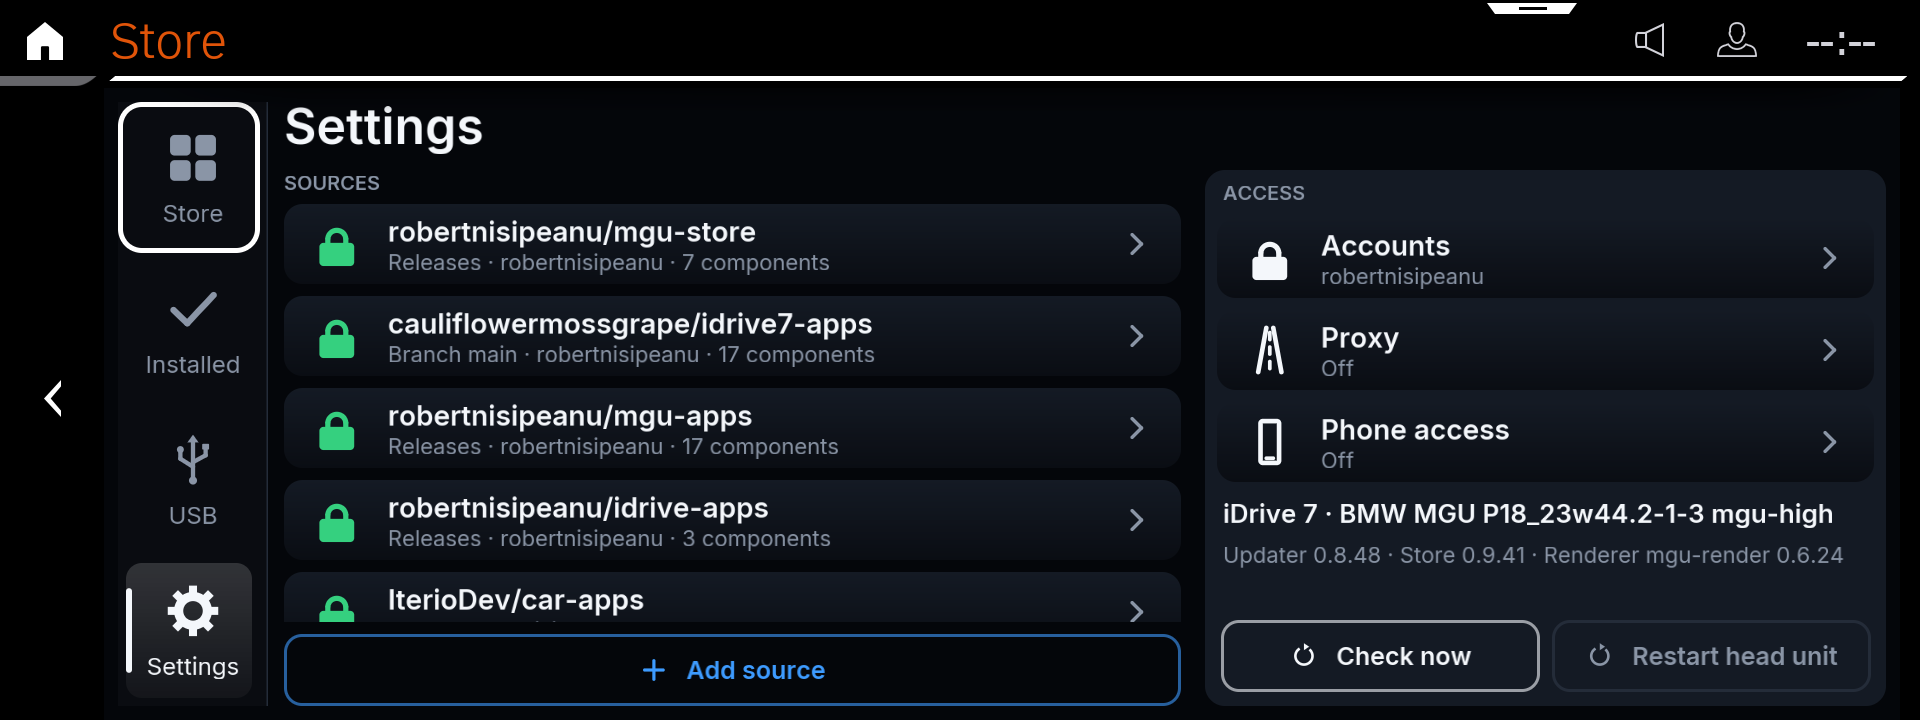 Store
--:--
Store
Installed
USB
Settings
Settings
SOURCES
robertnisipeanu/mgu-store
Releases · robertnisipeanu · 7 components
cauliflowermossgrape/idrive7-apps
Branch main · robertnisipeanu · 17 components
robertnisipeanu/mgu-apps
Releases · robertnisipeanu · 17 components
robertnisipeanu/idrive-apps
Releases · robertnisipeanu · 3 components
IterioDev/car-apps
Add source
ACCESS
Accounts
robertnisipeanu
Proxy
Off
Phone access
Off
iDrive 7 · BMW MGU P18_23w44.2-1-3 mgu-high
Updater 0.8.48 · Store 0.9.41 · Renderer mgu-render 0.6.24
Check now
Restart head unit